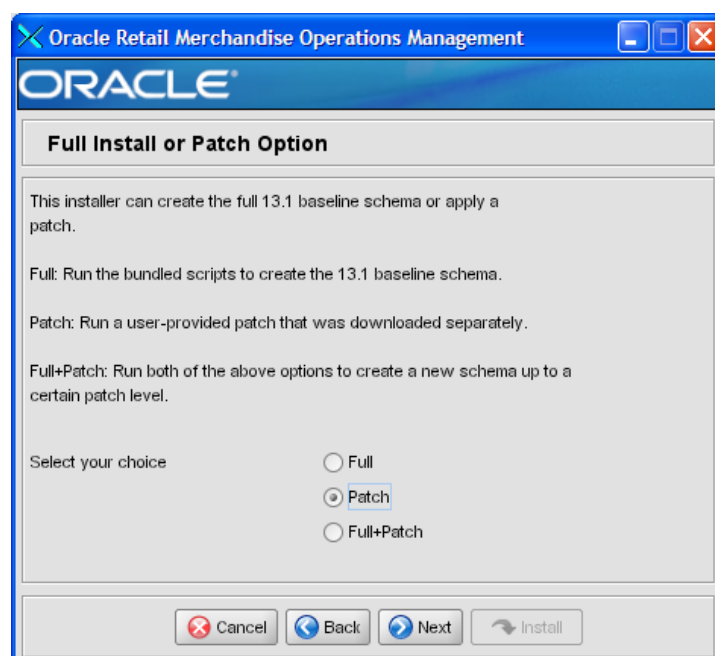 Oracle Retail Merchandise Operations Management
ORACLE
Full Install or Patch Option
This installer can create the full 13.1 baseline schema or apply a
patch.
Full: Run the bundled scripts to create the 13.1 baseline schema.
Patch: Run a user-provided patch that was downloaded separately.
Full+Patch: Run both of the above options to create a new schema up to a
certain patch level.
Select your choice
Full
Patch
Full+Patch
Cancel
Back
Next
Install